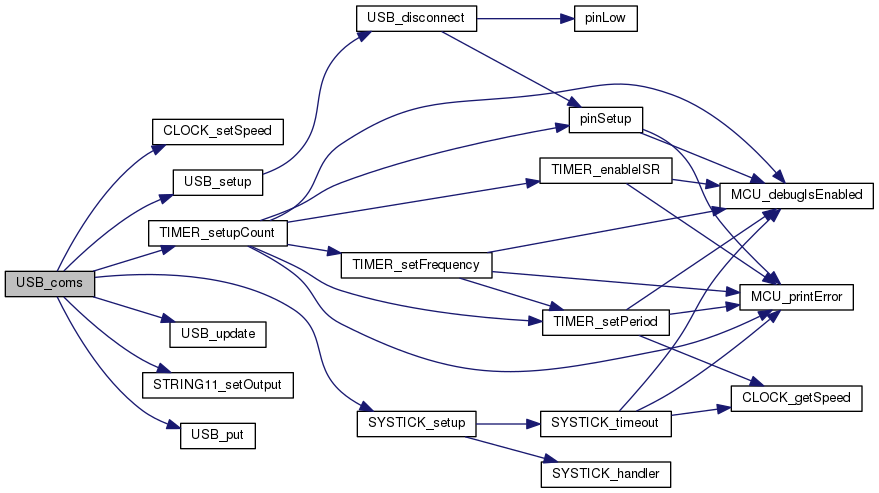 USB_disconnect
pinLow
CLOCK_setSpeed
pinSetup
USB_setup
TIMER_enableISR
MCU_debugIsEnabled
TIMER_setupCount
TIMER_setFrequency
USB_coms
MCU_printError
USB_update
TIMER_setPeriod
STRING11_setOutput
CLOCK_getSpeed
USB_put
SYSTICK_setup
SYSTICK_timeout
SYSTICK_handler